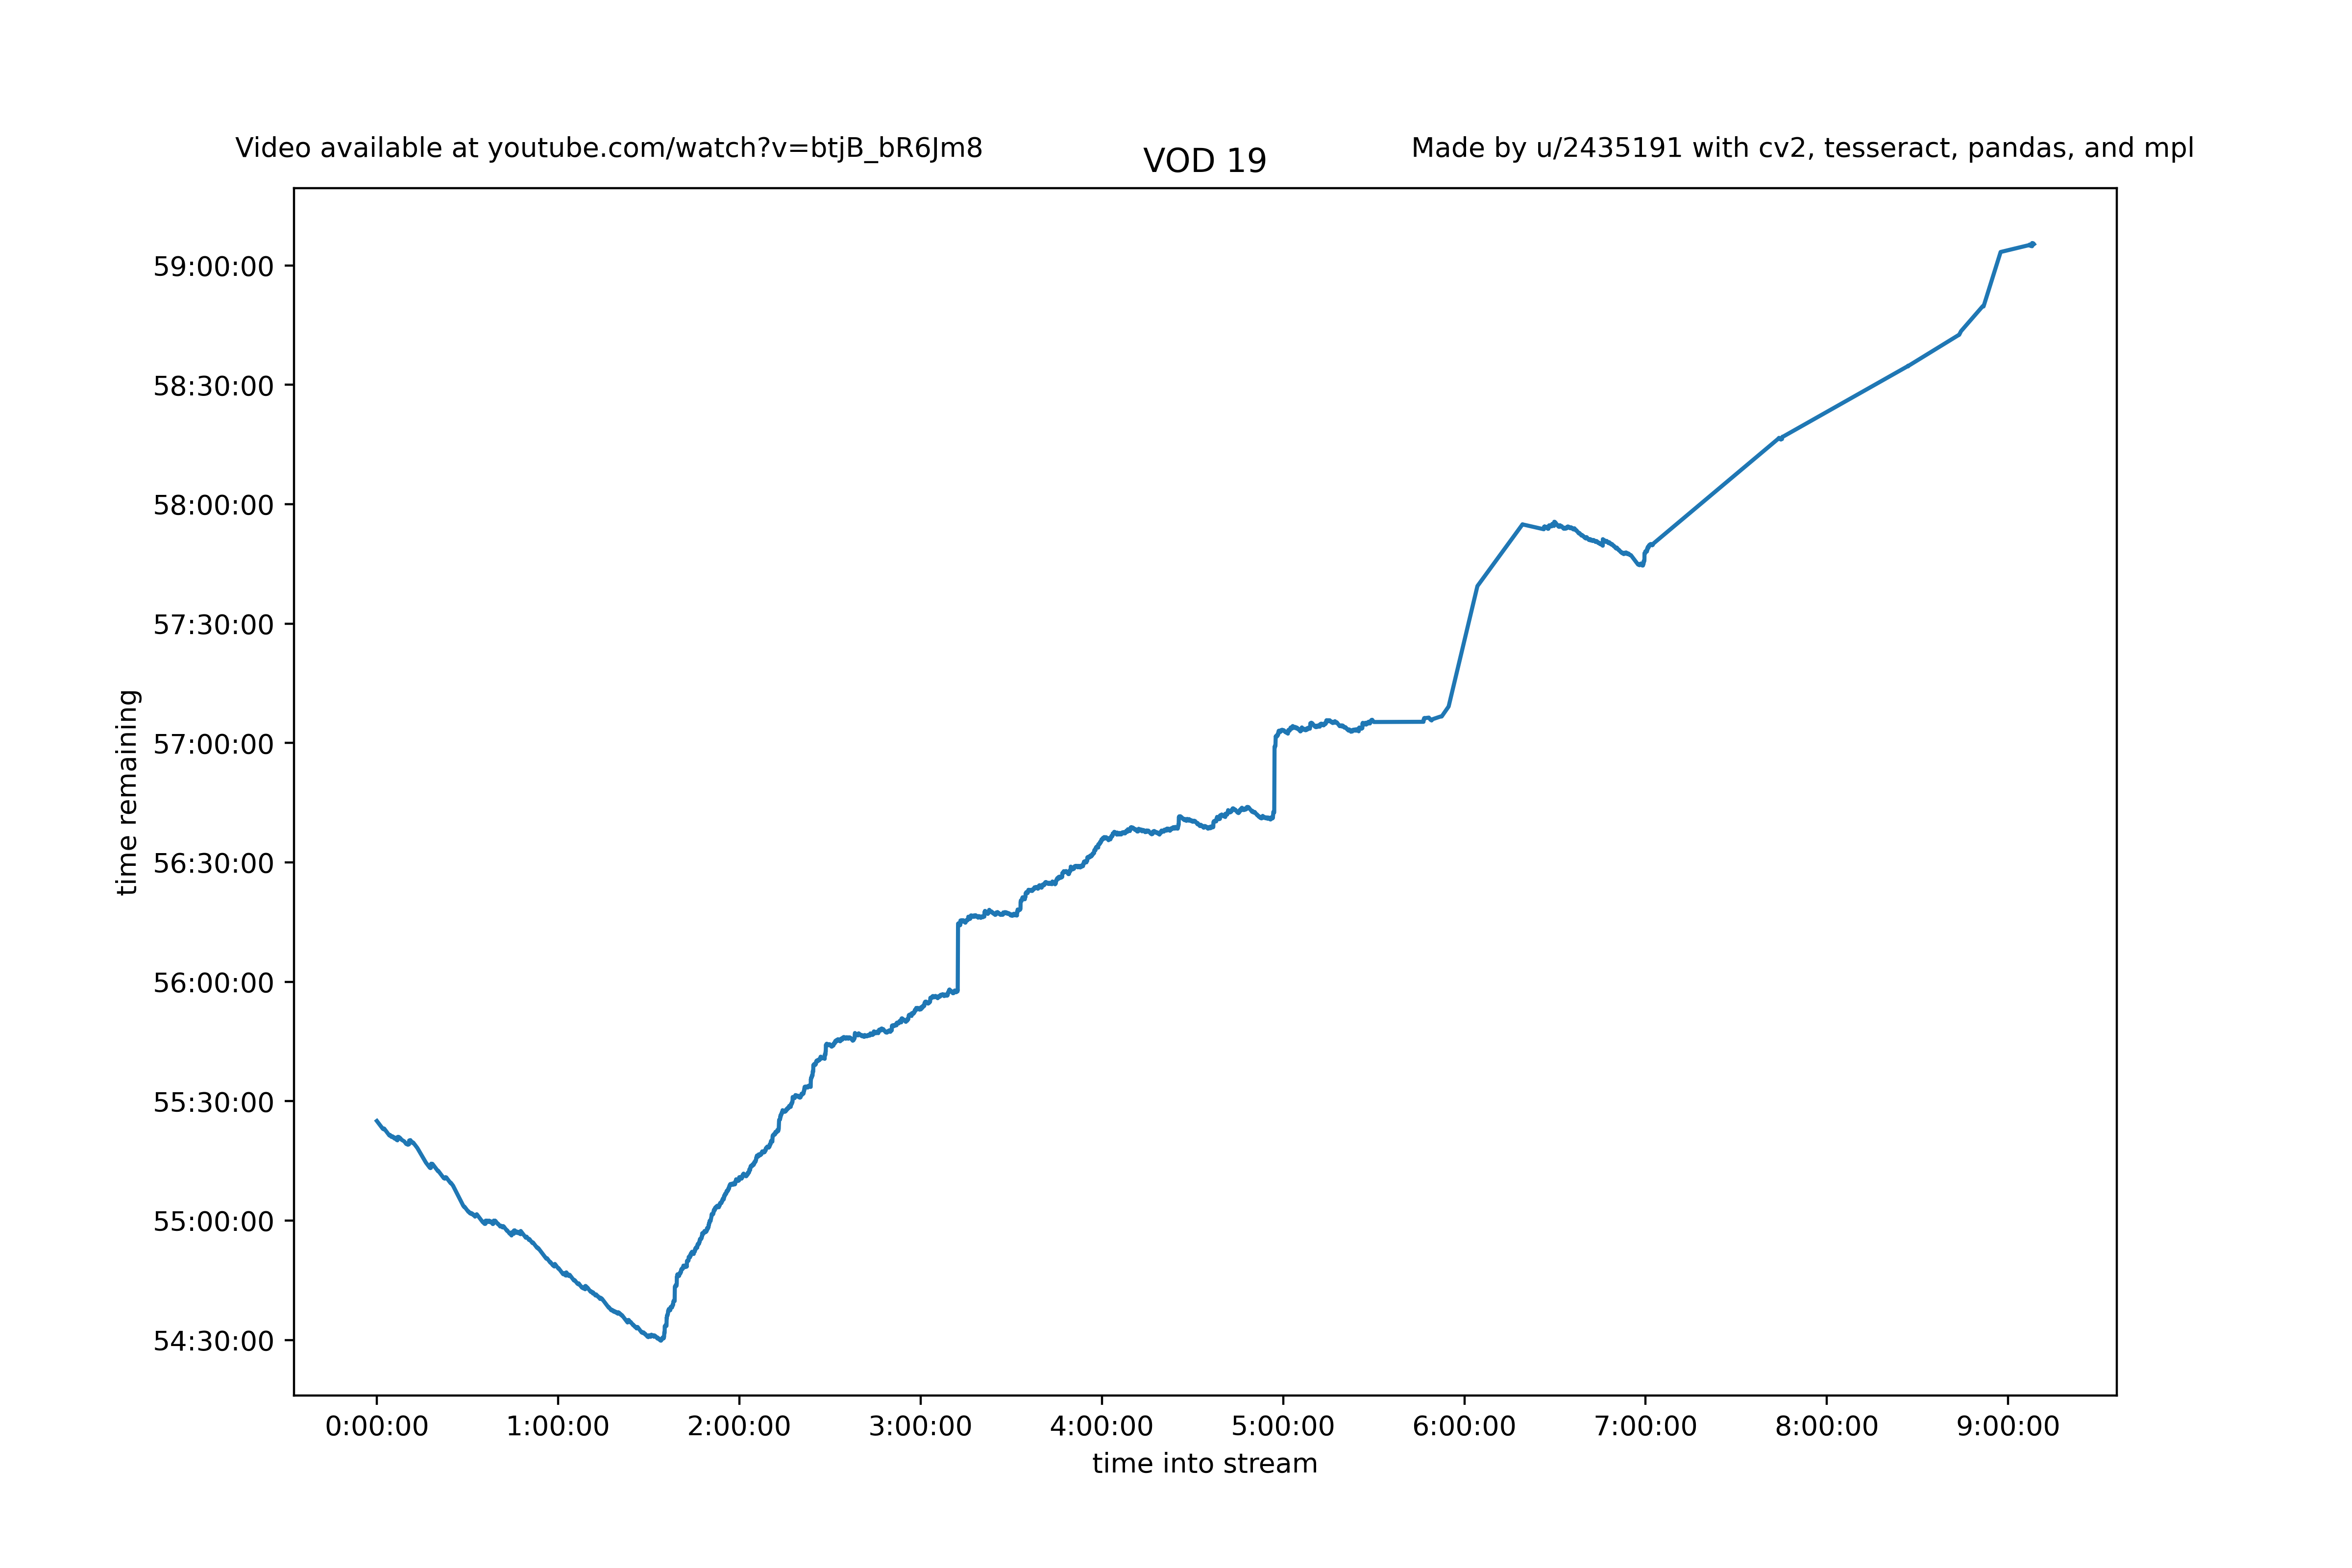 Video available at youtube.com/watch?v=btjB_bR6Jm8
VOD 19
Made by u/2435191 with cv2, tesseract, pandas, and mpl
59:00:00
58:30:00
58:00:00
57:30:00
57:00:00
56:30:00
56:00:00
55:30:00
55:00:00
54:30:00
time remaining
0:00:00 1:00:00 2:00:00 3:00:00 4:00:00 5:00:00 6:00:00 7:00:00 8:00:00 9:00:00
time into stream